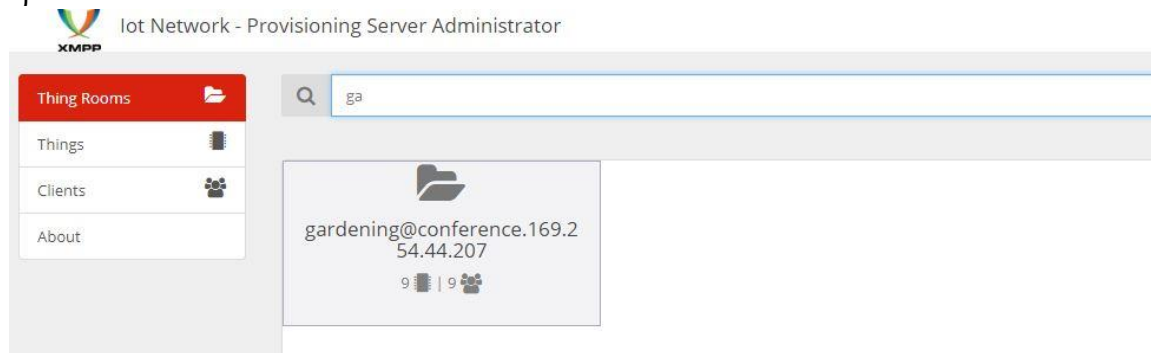 XMPP
Iot Network - Provisioning Server Administrator
Thing Rooms
ga
Things
Clients
About
gardening@conference.169.2
54.44.207
9 | 9